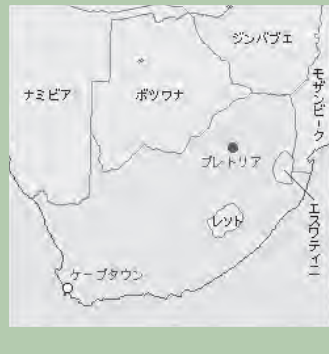 ジンバブエ
モザンビーク
ナミビア
ボツワナ
プレトリア
エスワティニ
レソト
ケープタウン